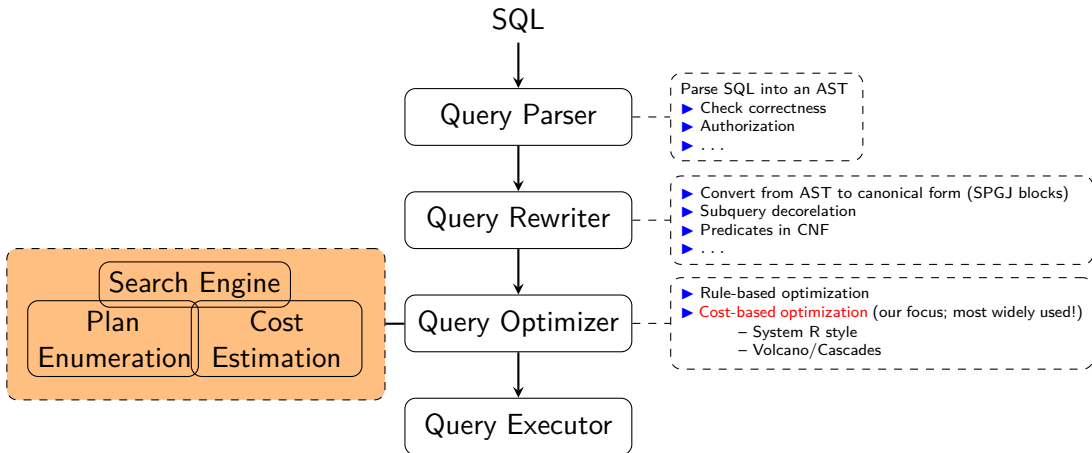 SQL
Query Parser
Parse SQL into an AST
▶ Check correctness
▶ Authorization
▶ . . .
Query Rewriter
▶ Convert from AST to canonical form (SPGJ blocks)
▶ Subquery decorelation
▶ Predicates in CNF
▶ . . .
Search Engine
Plan
Enumeration
Cost
Estimation
Query Optimizer
▶ Rule-based optimization
▶ Cost-based optimization (our focus; most widely used!)
– System R style
– Volcano/Cascades
Query Executor